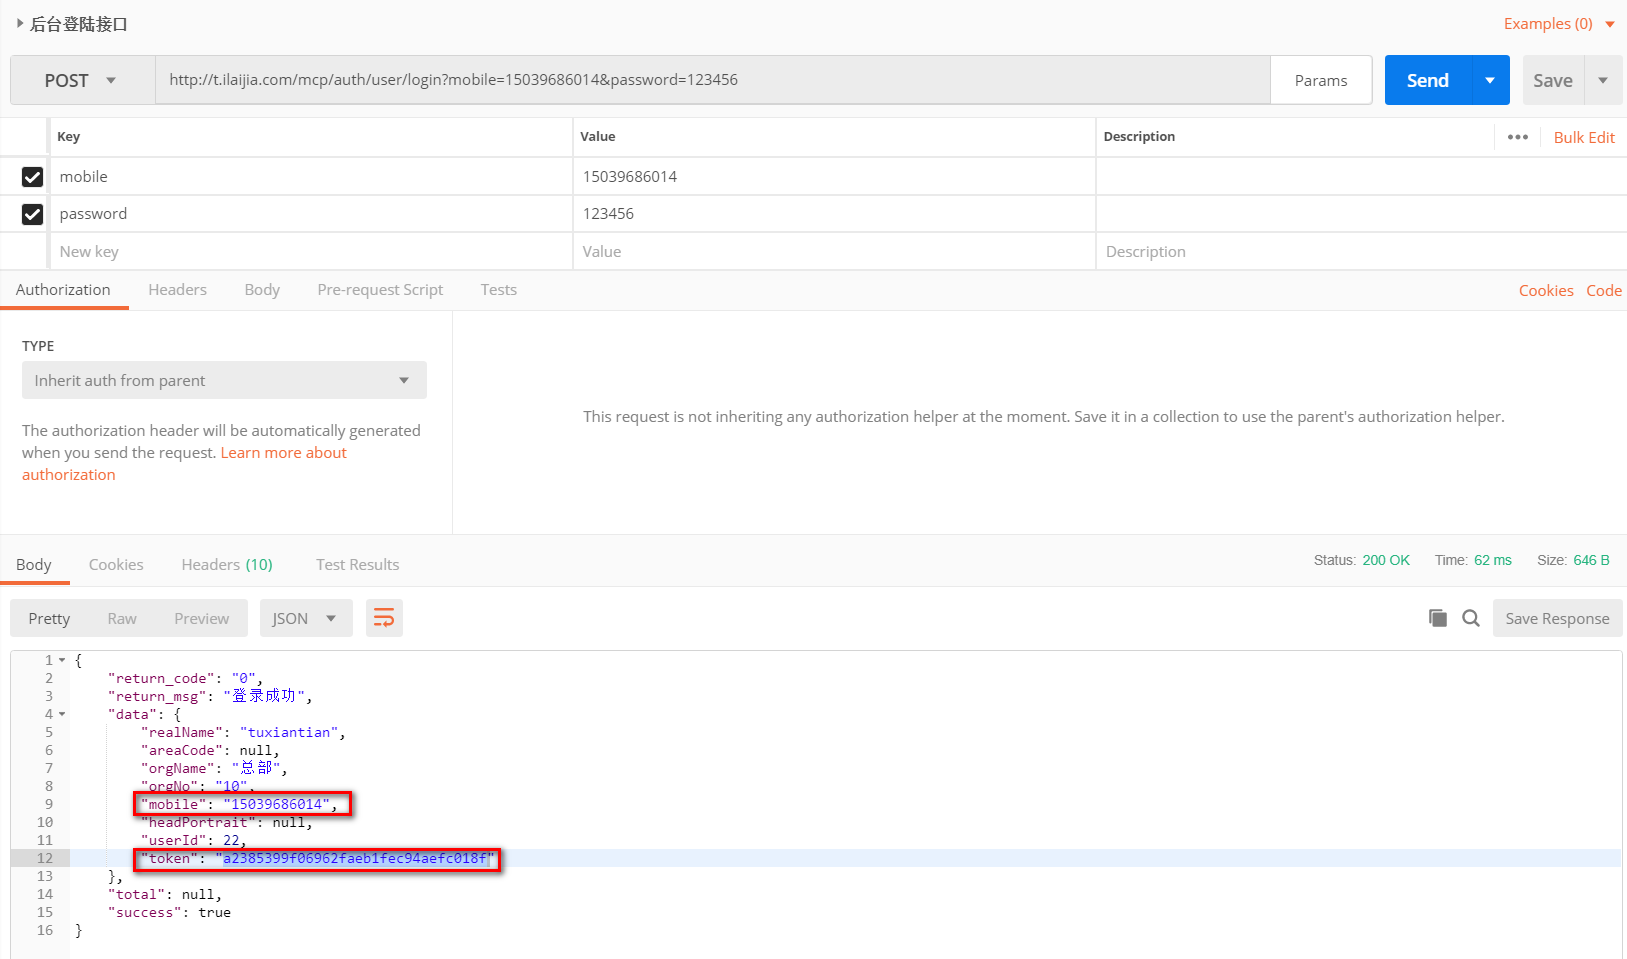 后台登陆接口
Examples (0)
POST
http://t.ilaijia.com/mcp/auth/user/login?mobile=15039686014&password=123456
Params
Send
Save
Key Value Description ••• Bulk Edit
mobile 15039686014
password 123456
New key Value Description
Authorization Headers Body Pre-request Script Tests Cookies Code
TYPE
Inherit auth from parent
The authorization header will be automatically generated
when you send the request. Learn more about
authorization
This request is not inheriting any authorization helper at the moment. Save it in a collection to use the parent's authorization helper.
Body Cookies Headers (10) Test Results Status: 200 OK Time: 62 ms Size: 646 B
Pretty Raw Preview JSON Save Response
1 {
2 "return_code": "0",
3 "return_msg": "登录成功",
4 "data": {
5 "realName": "tuxiantian",
6 "areaCode": null,
7 "orgName": "总部",
8 "orgNo": "10",
9 "mobile": "15039686014",
10 "headPortrait": null,
11 "userId": 22,
12 "token": "a2385399f06962faeb1fec94aefc018f"
13 },
14 "total": null,
15 "success": true
16 }